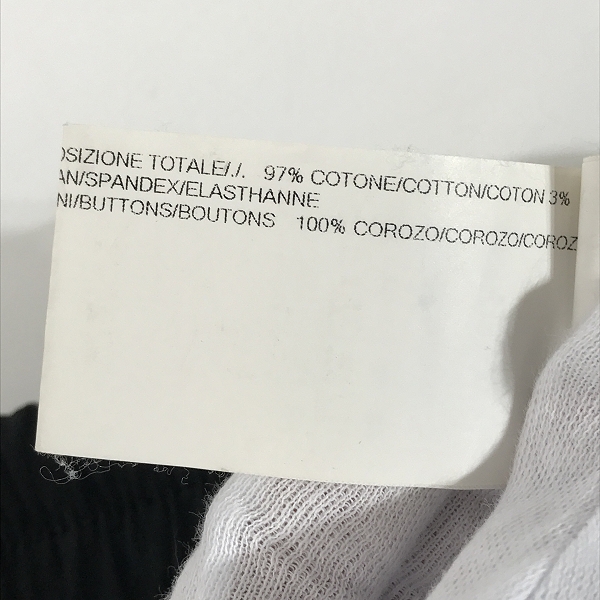 OSIZIONE TOTALE/./. 97% COTONE/COTTON/COTON 3%
AN/SPANDEX/ELASTHANNE
NI/BUTTONS/BOUTONS 100% COROZO/COROZO/COROZ